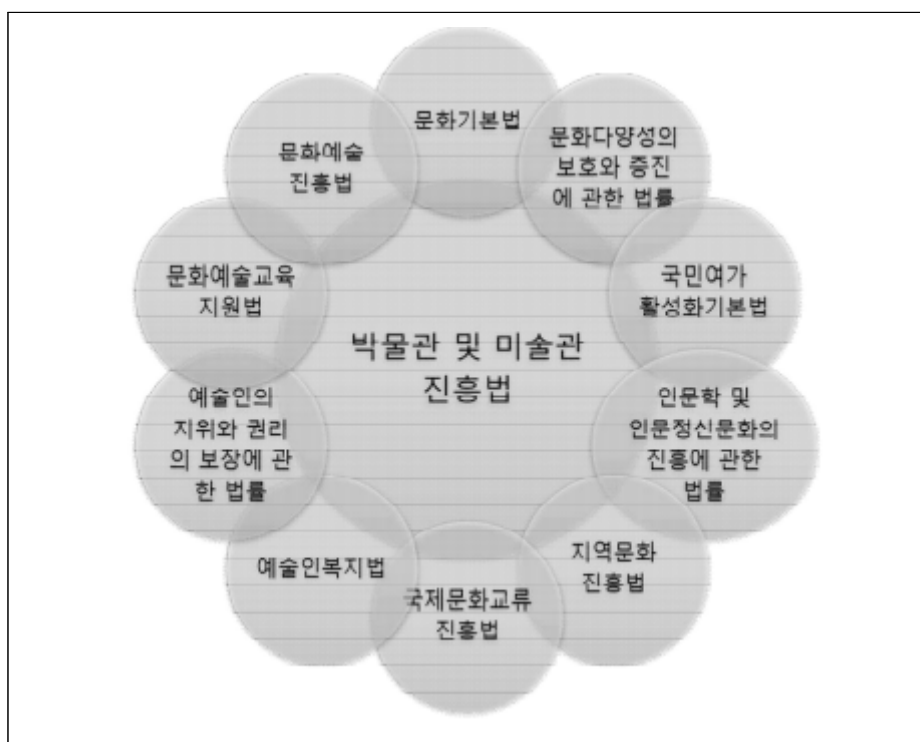 문화기본법
문화다양성의
보호와 증진
에 관한 법률
국민여가
활성화기본법
인문학 및
인문정신문화의
진흥에 관한
법률
지역문화
진흥법
국제문화교류
진흥법
예술인복지법
예술인의
지위와 권리
의 보장에 관
한 법률
문화예술교육
지원법
문화예술
진흥법
박물관 및 미술관
진흥법